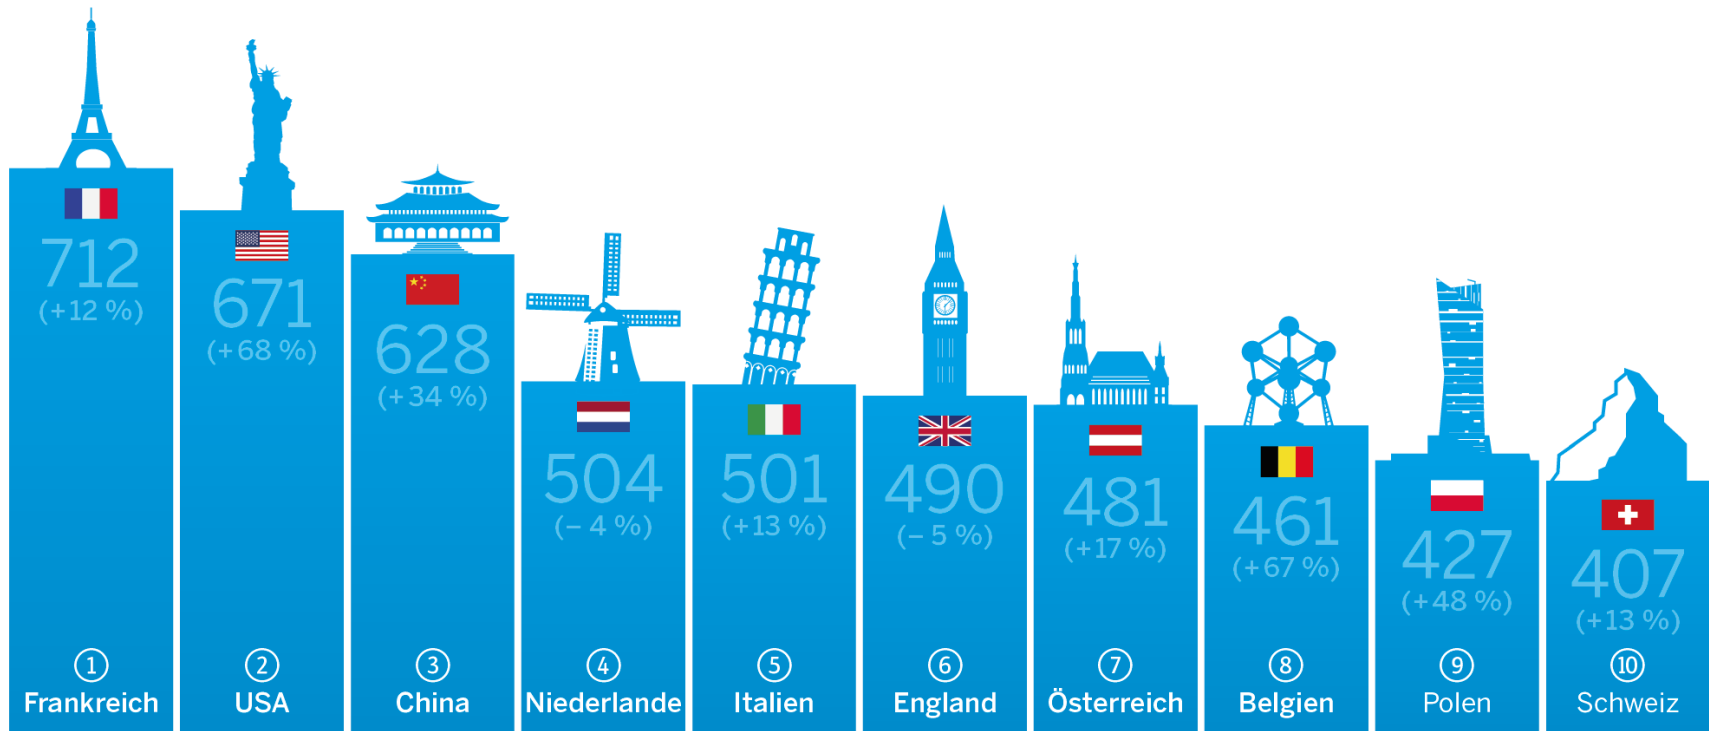 712
(+12 %)
① 
Frankreich
671
(+68 %)
②
USA
628
(+34 %)
③
China
504
(– 4 %)
④
Niederlande
501
(+13 %)
⑤
Italien
490
(– 5 %)
⑥
England
481
(+17 %)
⑦
Österreich
461
(+67 %)
⑧
Belgien
427
(+48 %)
⑨
Polen
407
(+13 %)
⑩
Schweiz